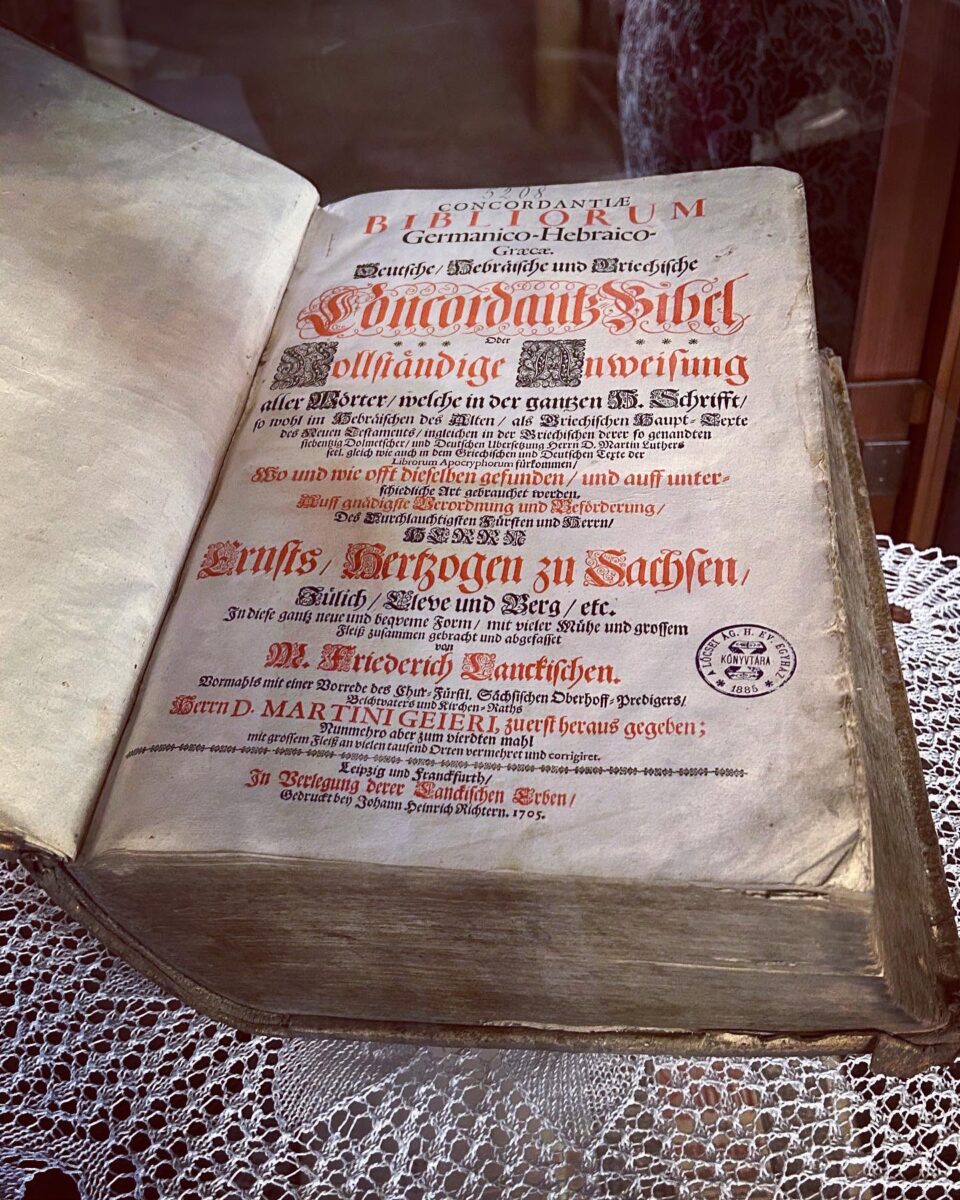 5208
CONCORDANTIÆ
BIBLIORUM
Germanico-Hebraico-
Græcæ.
Deutsche/ Hebräische und Griechische
Concordantz-Bibel
Oder
Vollständige Anweisung
aller Wörter/ welche in der gantzen H. Schrifft/
so wohl im Hebräischen des Alten/ als Griechischen Haupt-Texte
des Neuen Testaments/ ingleichen in der Griechischen derer so genandten
siebentzig Dolmetscher/ und Deutschen Ubersetzung Herrn D. Martin Luthers
seel. gleich wie auch in dem Griechischen und Deutschen Texte der
Librorum Apocryphorum fürkommen/
Wo und wie offt dieselben gefunden/ und auff unter-
schiedliche Art gebrauchet werden.
Auff gnädigste Verordnung und Beförderung/
Des Durchlauchtigsten Fürsten und Herrn/
HERRN
Ernsts/ Hertzogen zu Sachsen/
Jülich/ Cleve und Berg/ etc.
In diese gantz neue und beqveme Form/ mit vieler Mühe und grossem
Fleiß zusammen gebracht und abgefasset
von
M. Friederich Lanckischen.
Vormahls mit einer Vorrede des Chur-Fürstl. Sächsischen Oberhoff-Predigers/
Beichtvaters und Kirchen-Raths
Herrn D. MARTINI GEIERI, zuerst heraus gegeben;
Nunmehro aber zum vierdten mahl
mit grossem Fleiß an vielen tausend Orten vermehret und corrigiret.
Leipzig und Franckfurth/
In Verlegung derer Lanckischen Erben/
Gedruckt bey Johann Heinrich Richtern. 1705.
A LŐCSEI ÁG. H. EV. EGYHÁZ
KÖNYVTÁRA
1885